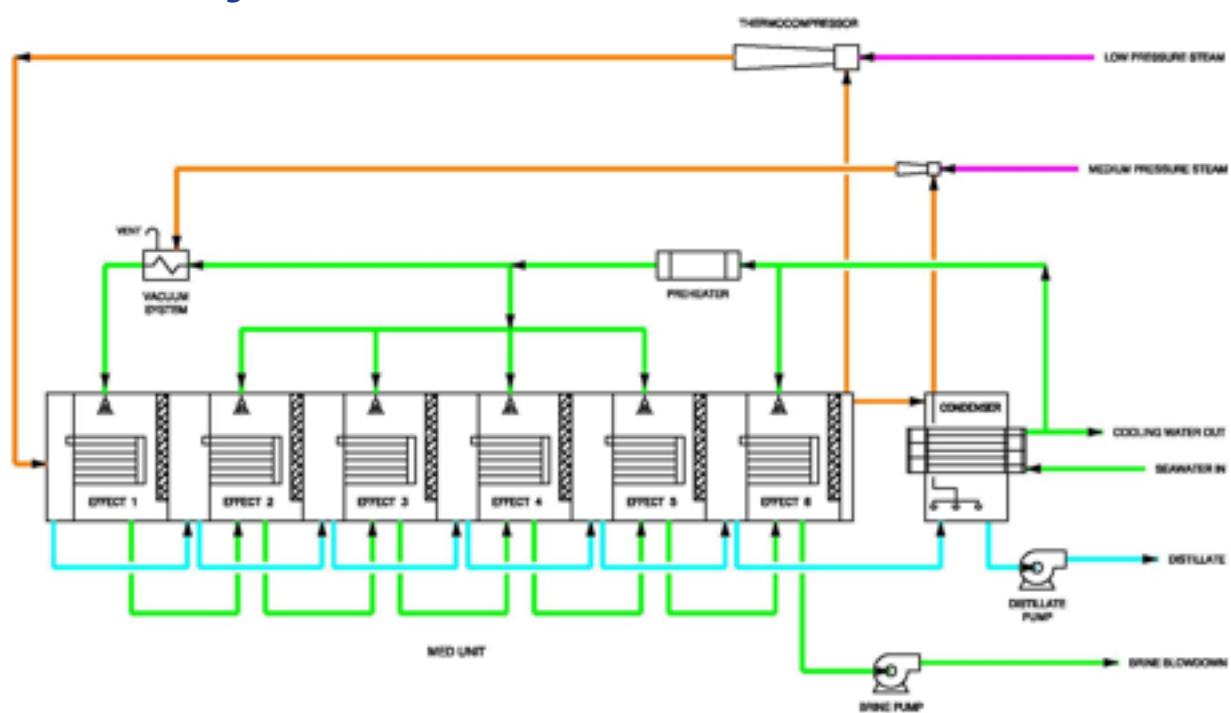 THERMOCOMPRESSOR
LOW PRESSURE STEAM
MEDIUM PRESSURE STEAM
VENT
VACUUM
SYSTEM
PREHEATER
CONDENSER
COOLING WATER OUT
SEAWATER IN
EFFECT 1
EFFECT 2
EFFECT 3
EFFECT 4
EFFECT 5
EFFECT 6
DISTILLATE
DISTILLATE
PUMP
MED UNIT
BRINE BLOWDOWN
BRINE PUMP